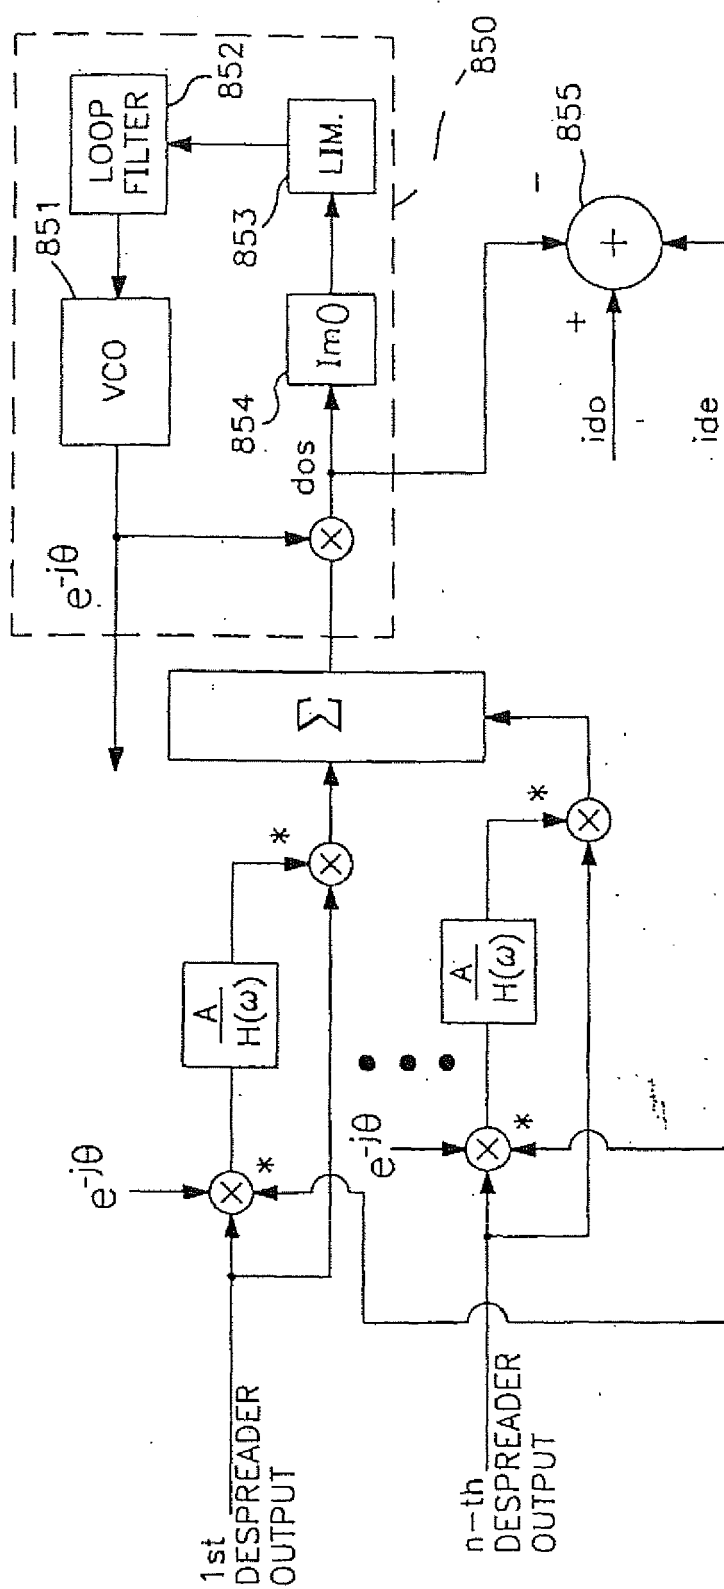 1st
DESPREADER
OUTPUT
n-th
DESPREADER
OUTPUT
e^-jθ
*
A
H(ω)
*
e^-jθ
*
A
H(ω)
*
Σ
e^-jθ
dos
VCO
851
LOOP
FILTER
852
Im()
854
LIM.
853
850
ido
+
-
+
855
ide